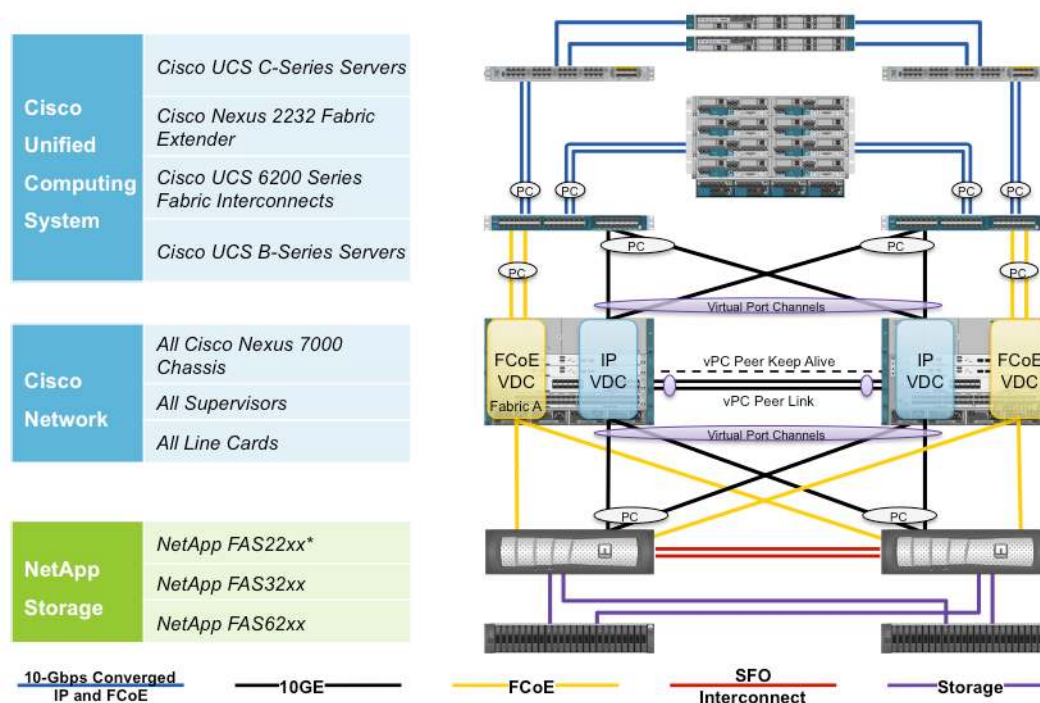 Cisco
Unified
Computing
System
Cisco UCS C-Series Servers
Cisco Nexus 2232 Fabric
Extender
Cisco UCS 6200 Series
Fabric Interconnects
Cisco UCS B-Series Servers
Cisco
Network
All Cisco Nexus 7000
Chassis
All Supervisors
All Line Cards
NetApp
Storage
NetApp FAS22xx*
NetApp FAS32xx
NetApp FAS62xx
PC
PC
PC
PC
PC
PC
PC
PC
Virtual Port Channels
FCoE
VDC
Fabric A
IP
VDC
vPC Peer Keep Alive
vPC Peer Link
IP
VDC
FCoE
VDC
Virtual Port Channels
PC
PC
10-Gbps Converged
IP and FCoE
10GE
FCoE
SFO
Interconnect
Storage